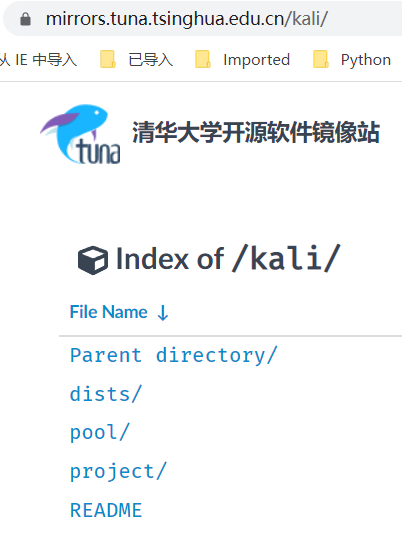 mirrors.tuna.tsinghua.edu.cn/kali/
从 IE 中导入 已导入 Imported Python
tuna 清华大学开源软件镜像站
Index of /kali/
File Name ↓
Parent directory/
dists/
pool/
project/
README